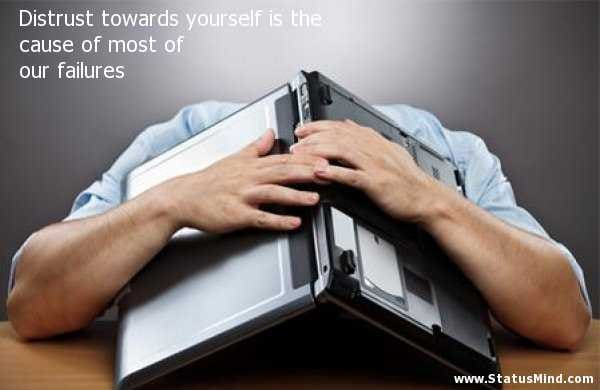 Distrust towards yourself is the
cause of most of
our failures
www.StatusMind.com